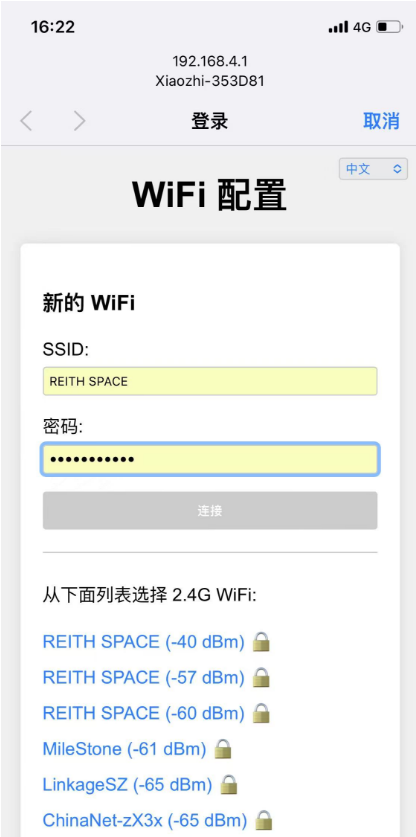 16:22
4G
192.168.4.1
Xiaozhi-353D81
登录
取消
中文
WiFi 配置
新的 WiFi
SSID:
REITH SPACE
密码:
•••••••••••
连接
从下面列表选择 2.4G WiFi:
REITH SPACE (-40 dBm)
REITH SPACE (-57 dBm)
REITH SPACE (-60 dBm)
MileStone (-61 dBm)
LinkageSZ (-65 dBm)
ChinaNet-zX3x (-65 dBm)